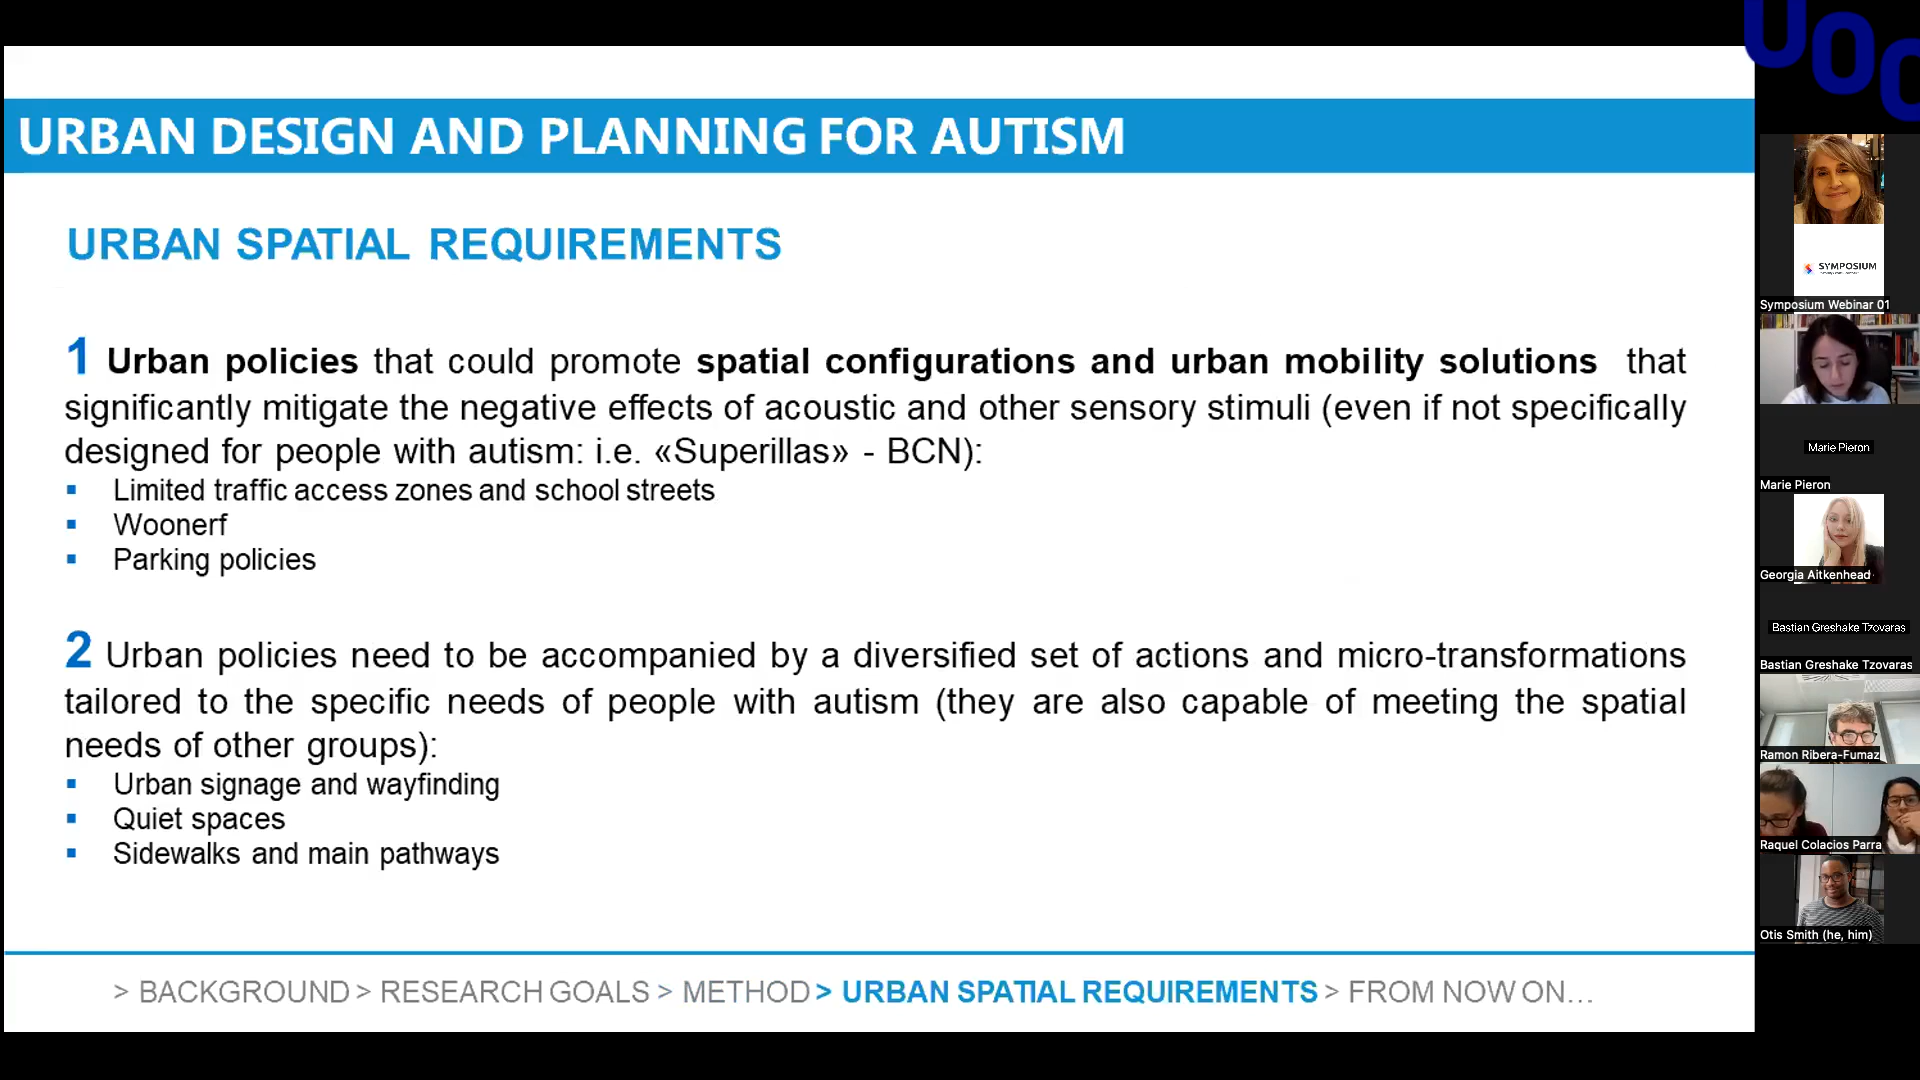 UOC
URBAN DESIGN AND PLANNING FOR AUTISM
URBAN SPATIAL REQUIREMENTS
1 Urban policies that could promote spatial configurations and urban mobility solutions that
significantly mitigate the negative effects of acoustic and other sensory stimuli (even if not specifically
designed for people with autism: i.e. «Superillas» - BCN):
▪ Limited traffic access zones and school streets
▪ Woonerf
▪ Parking policies
2 Urban policies need to be accompanied by a diversified set of actions and micro-transformations
tailored to the specific needs of people with autism (they are also capable of meeting the spatial
needs of other groups):
▪ Urban signage and wayfinding
▪ Quiet spaces
▪ Sidewalks and main pathways
> BACKGROUND > RESEARCH GOALS > METHOD > URBAN SPATIAL REQUIREMENTS > FROM NOW ON...
SYMPOSIUM
Symposium Webinar 01
Marie Pieron
Marie Pieron
Georgia Aitkenhead
Bastian Greshake Tzovaras
Bastian Greshake Tzovaras
Ramon Ribera-Fumaz
Raquel Colacios Parra
Otis Smith (he, him)